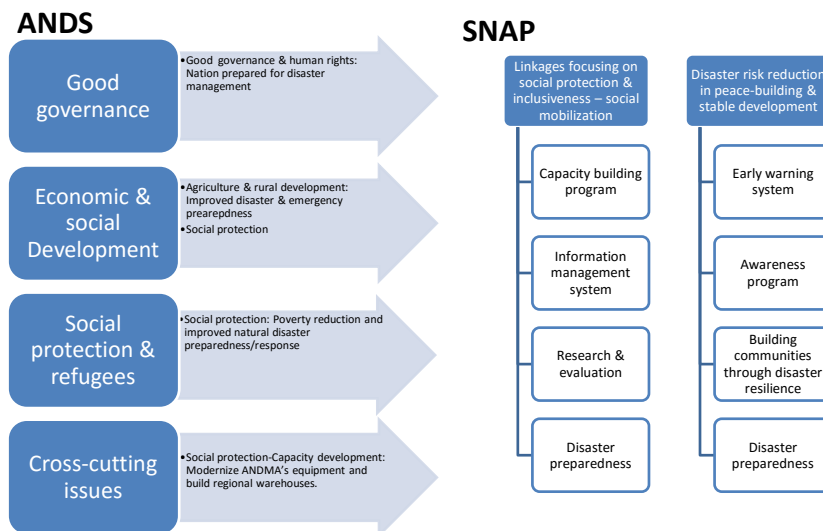 ANDS
Good
governance
•Good governance & human rights:
Nation prepared for disaster
management
Economic &
social
Development
•Agriculture & rural development:
Improved disaster & emergency
prearepdness
•Social protection
Social
protection &
refugees
•Social protection: Poverty reduction and
improved natural disaster
preparedness/response
Cross-cutting
issues
•Social protection-Capacity development:
Modernize ANDMA's equipment and
build regional warehouses.
SNAP
Linkages focusing on
social protection &
inclusiveness – social
mobilization
Capacity building
program
Information
management
system
Research &
evaluation
Disaster
preparedness
Disaster risk reduction
in peace-building &
stable development
Early warning
system
Awareness
program
Building
communities
through disaster
resilience
Disaster
preparedness